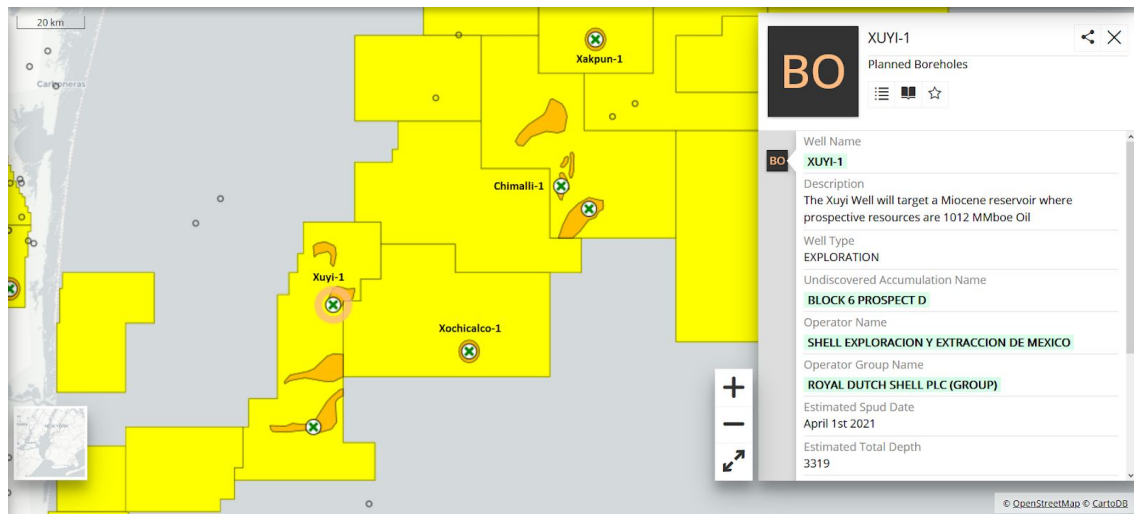 20 km
Carboneras
Xakpun-1
Chimalli-1
Xuyi-1
Xochicalco-1
NEW YORK
BO
XUYI-1
Planned Boreholes
BO
Well Name
XUYI-1
Description
The Xuyi Well will target a Miocene reservoir where
prospective resources are 1012 MMboe Oil
Well Type
EXPLORATION
Undiscovered Accumulation Name
BLOCK 6 PROSPECT D
Operator Name
SHELL EXPLORACION Y EXTRACCION DE MEXICO
Operator Group Name
ROYAL DUTCH SHELL PLC (GROUP)
Estimated Spud Date
April 1st 2021
Estimated Total Depth
3319
© OpenStreetMap © CartoDB